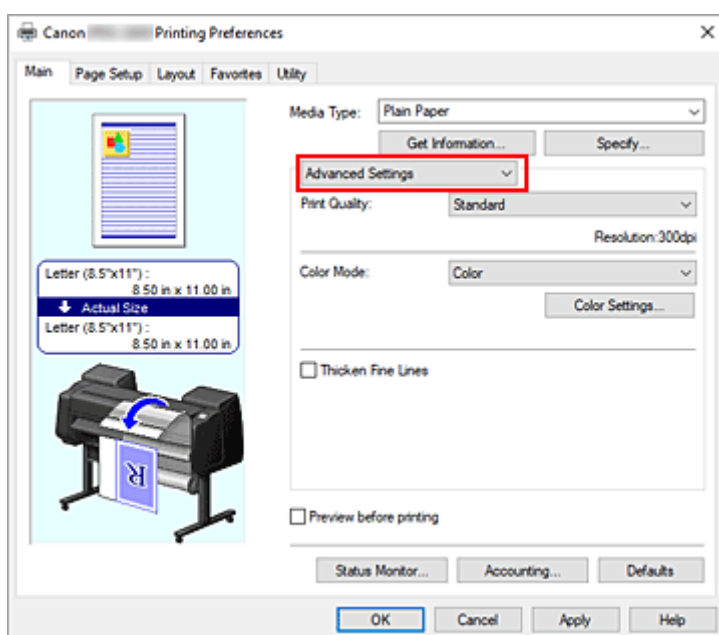 Canon Printing Preferences
Main Page Setup Layout Favorites Utility
Media Type: Plain Paper
Get Information... Specify...
Advanced Settings
Print Quality: Standard
Resolution:300dpi
Letter (8.5"x11") :
8.50 in x 11.00 in
Actual Size
Letter (8.5"x11") :
8.50 in x 11.00 in
Color Mode: Color
Color Settings...
Thicken Fine Lines
R
Preview before printing
Status Monitor... Accounting... Defaults
OK Cancel Apply Help